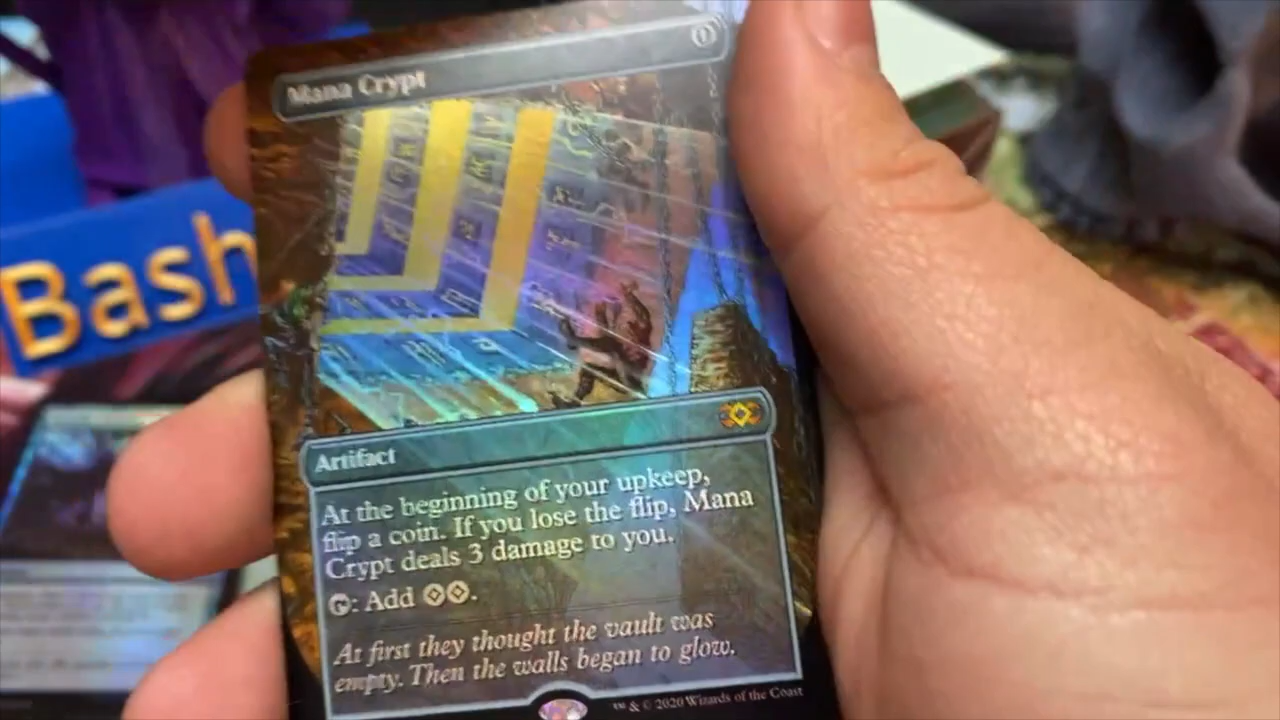 Mana Crypt
0
Bash
Artifact
At the beginning of your upkeep,
flip a coin. If you lose the flip, Mana
Crypt deals 3 damage to you.
: Add .
At first they thought the vault was
empty. Then the walls began to glow.
™ & © 2020 Wizards of the Coast